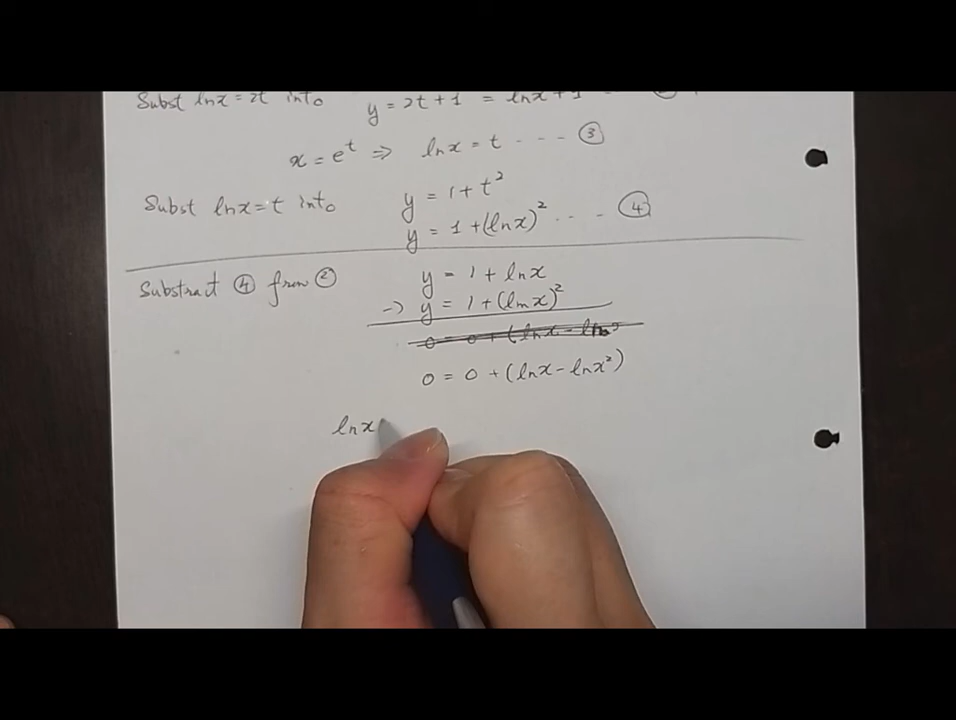 Subst lnx = 2t into y = 2t + 1 = lnx + 1
x = e^t ⇒ lnx = t - - - - ③
Subst lnx = t into y = 1 + t²
y = 1 + (lnx)² - - - - ④
Substract ④ from ② y = 1 + lnx
-) y = 1 + (lnx)²
0 = 0 + (lnx - lnx²)
lnx